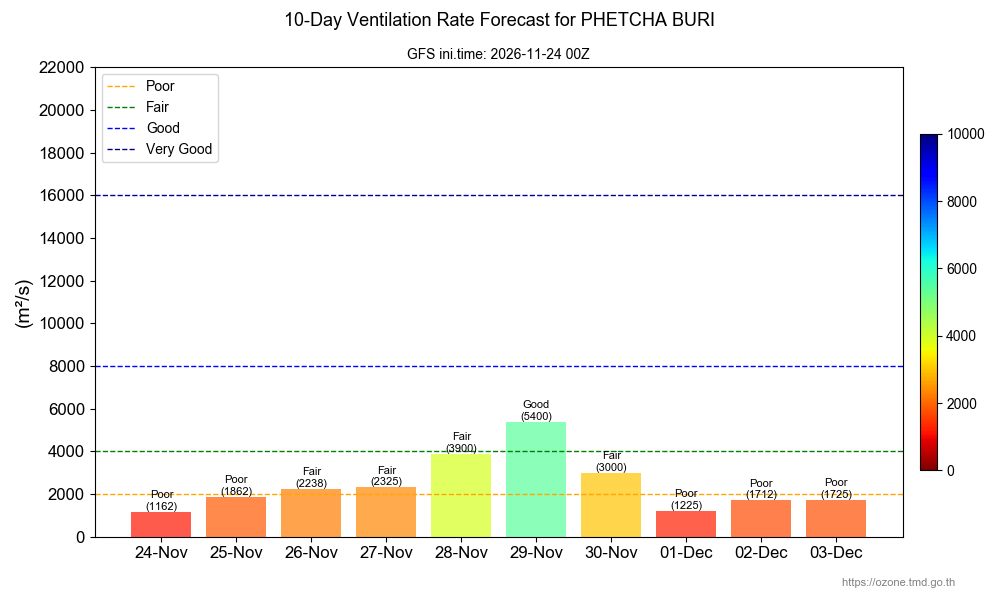 10-Day Ventilation Rate Forecast for PHETCHA BURI
GFS ini.time: 2026-11-24 00Z
22000
20000
18000
16000
14000
12000
10000
8000
6000
4000
2000
0
(m²/s)
Poor
Fair
Good
Very Good
Poor
(1162)
Poor
(1862)
Fair
(2238)
Fair
(2325)
Fair
(3900)
Good
(5400)
Fair
(3000)
Poor
(1225)
Poor
(1712)
Poor
(1725)
24-Nov
25-Nov
26-Nov
27-Nov
28-Nov
29-Nov
30-Nov
01-Dec
02-Dec
03-Dec
10000
8000
6000
4000
2000
0
https://ozone.tmd.go.th